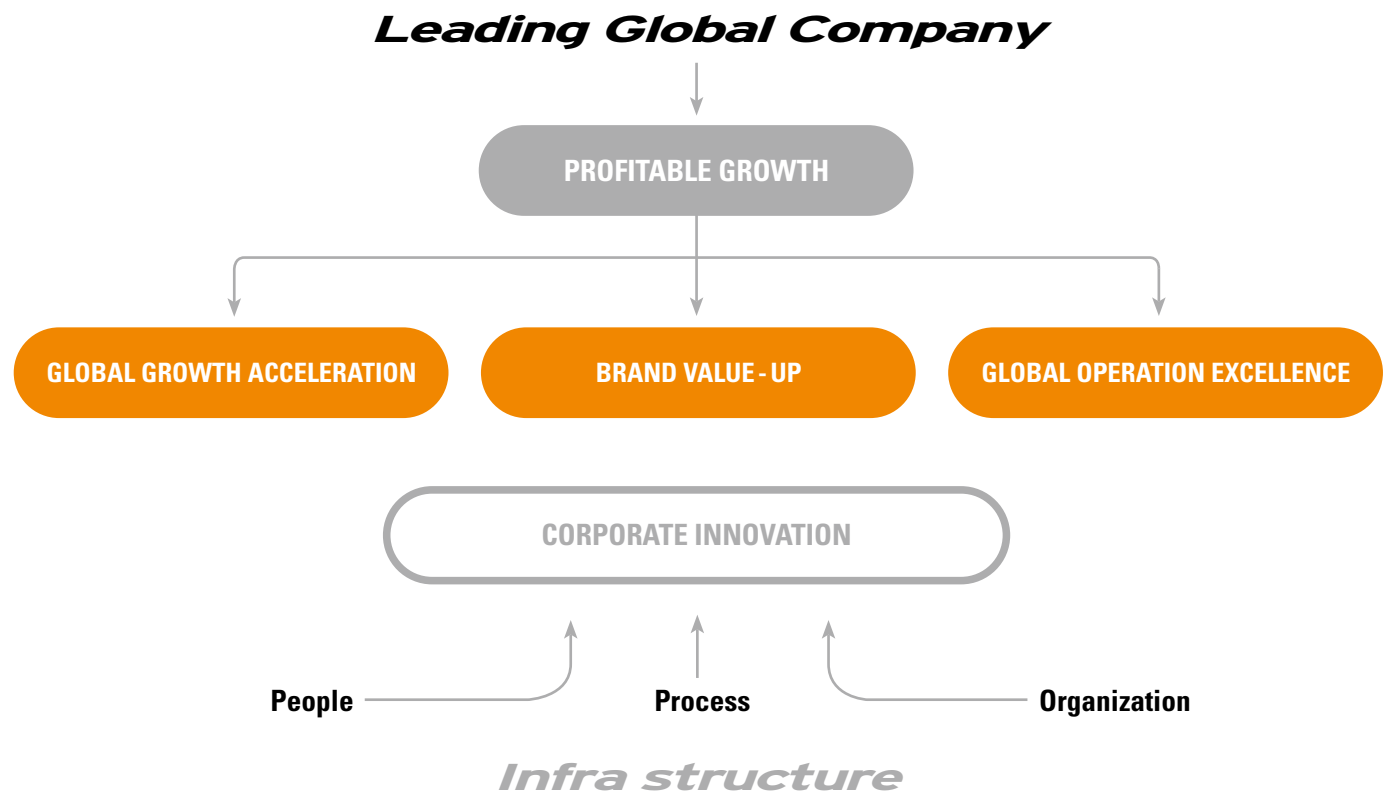 Leading Global Company
PROFITABLE GROWTH
GLOBAL GROWTH ACCELERATION
BRAND VALUE - UP
GLOBAL OPERATION EXCELLENCE
CORPORATE INNOVATION
People
Process
Organization
Infra structure